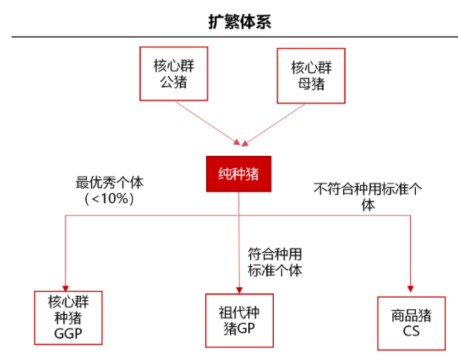 扩繁体系
核心群
公猪
核心群
母猪
纯种猪
最优秀个体
（<10%）
不符合种用标准个
体
符合种用
标准个体
核心群
种猪
GGP
祖代种
猪GP
商品猪
CS